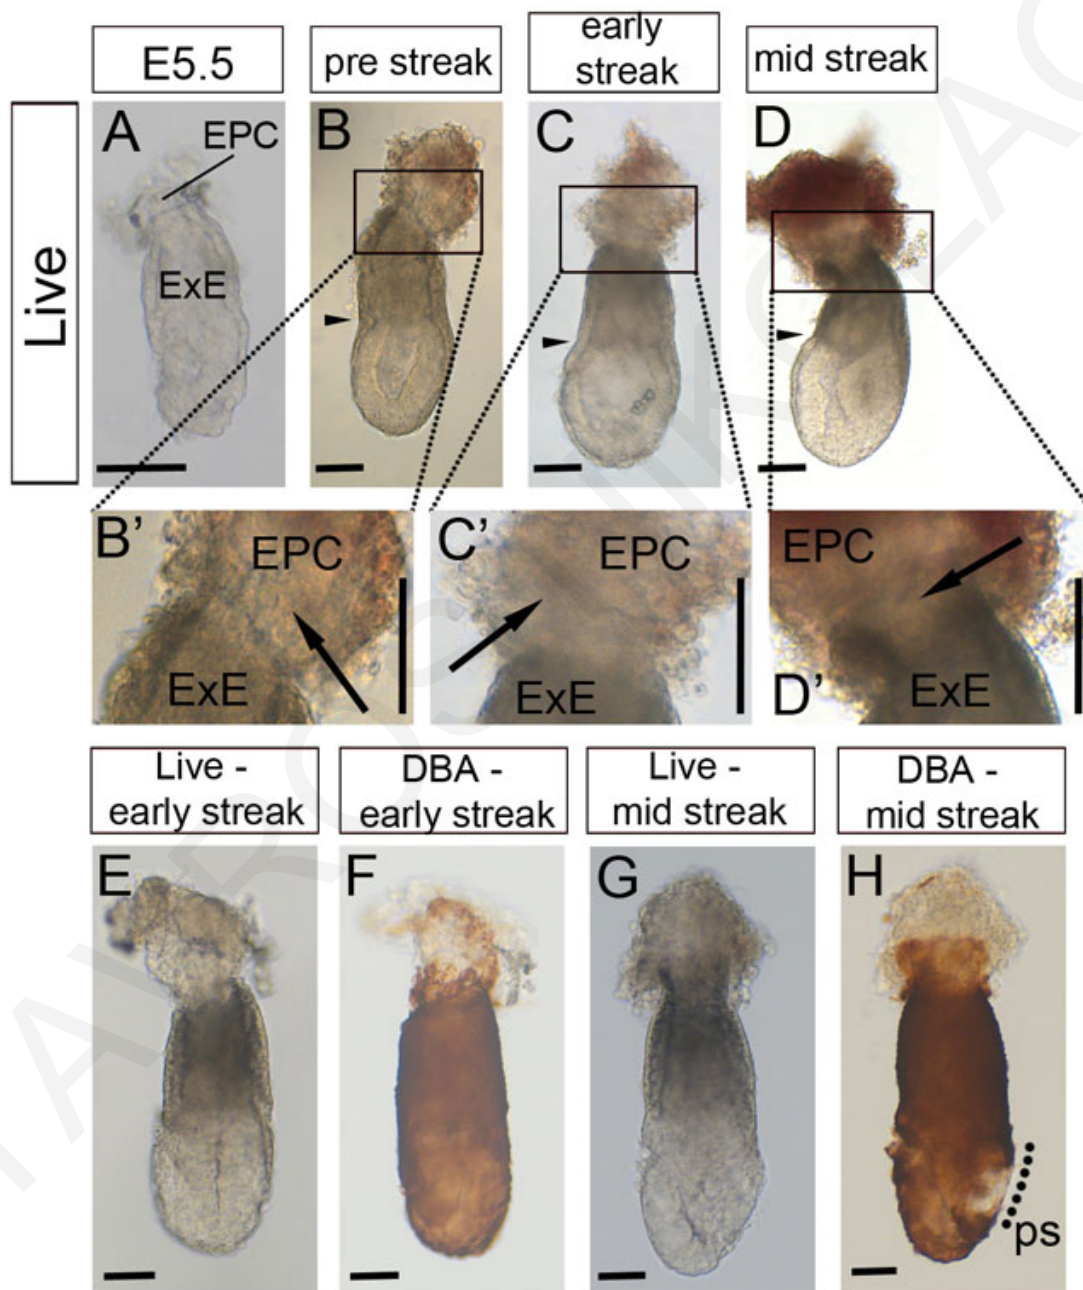 E5.5
pre streak
early
streak
mid streak
Live
A
EPC
ExE
B
C
D
B’
EPC
ExE
C’
EPC
ExE
EPC
D’
ExE
Live -
early streak
DBA -
early streak
Live -
mid streak
DBA -
mid streak
E
F
G
H
ps